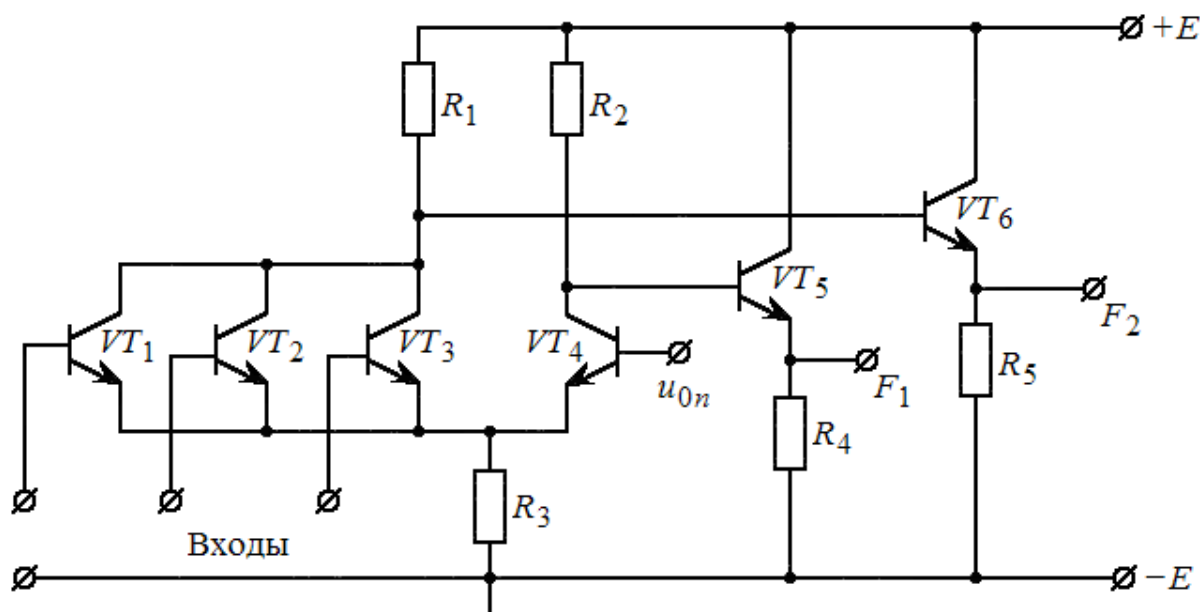 +E
R1
R2
VT6
VT5
F2
VT1
VT2
VT3
VT4
u0n
F1
R5
R4
R3
Входы
−E